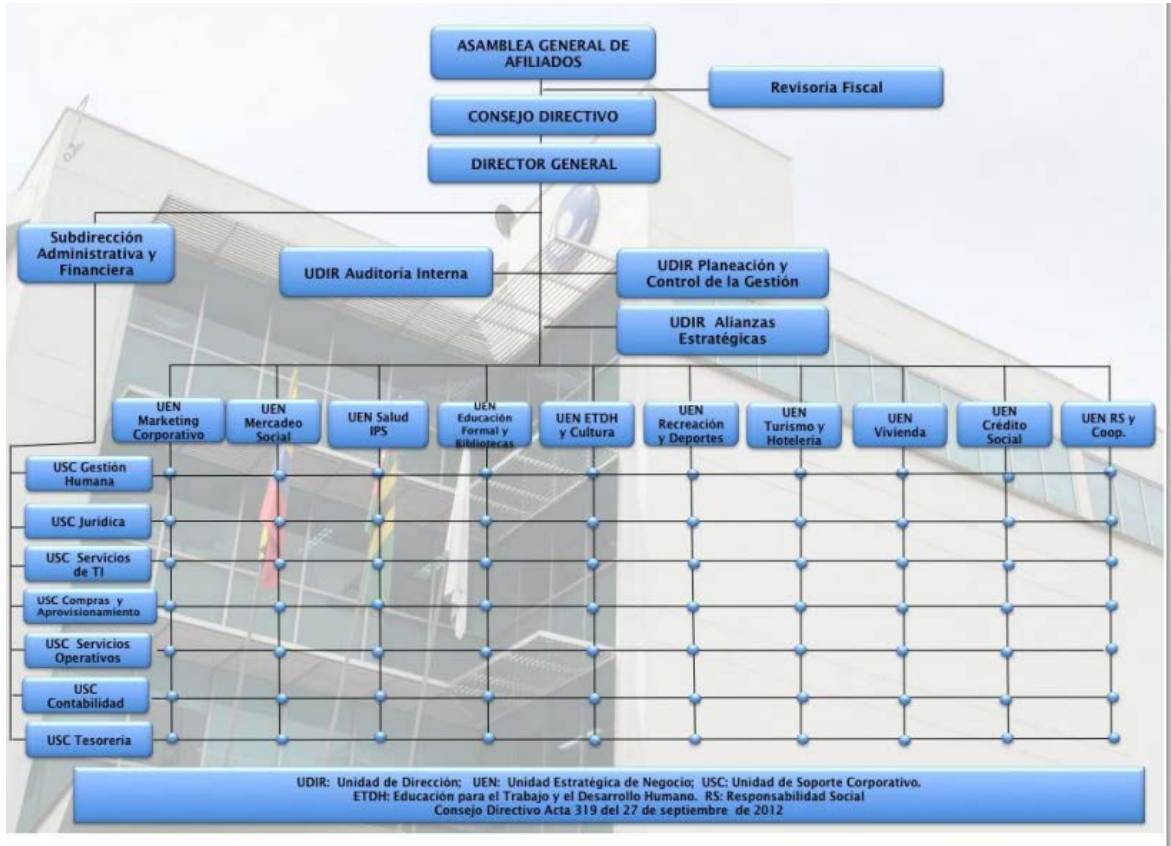 ASAMBLEA GENERAL DE
AFILIADOS
Revisoría Fiscal
CONSEJO DIRECTIVO
DIRECTOR GENERAL
Subdirección
Administrativa y
Financiera
UDIR Auditoría Interna
UDIR Planeación y
Control de la Gestión
UDIR Alianzas
Estratégicas
UEN
Marketing
Corporativo
UEN
Mercadeo
Social
UEN Salud
IPS
UEN
Educación
Formal y
Bibliotecas
UEN ETDH
y Cultura
UEN
Recreación
y Deportes
UEN
Turismo y
Hotelería
UEN
Vivienda
UEN
Crédito
Social
UEN RS y
Coop.
USC Gestión
Humana
USC Jurídica
USC Servicios
de TI
USC Compras y
Aprovisionamiento
USC Servicios
Operativos
USC
Contabilidad
USC Tesorería
UDIR: Unidad de Dirección; UEN: Unidad Estratégica de Negocio; USC: Unidad de Soporte Corporativo.
ETDH: Educación para el Trabajo y el Desarrollo Humano. RS: Responsabilidad Social
Consejo Directivo Acta 319 del 27 de septiembre de 2012